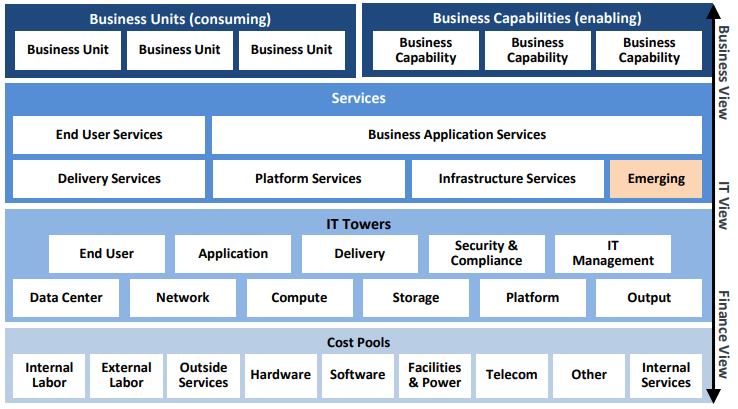 Business Units (consuming)
Business Unit
Business Unit
Business Unit
Business Capabilities (enabling)
Business
Capability
Business
Capability
Business
Capability
Services
End User Services
Business Application Services
Delivery Services
Platform Services
Infrastructure Services
Emerging
IT Towers
End User
Application
Delivery
Security &
Compliance
IT
Management
Data Center
Network
Compute
Storage
Platform
Output
Cost Pools
Internal
Labor
External
Labor
Outside
Services
Hardware
Software
Facilities
& Power
Telecom
Other
Internal
Services
Business View
IT View
Finance View